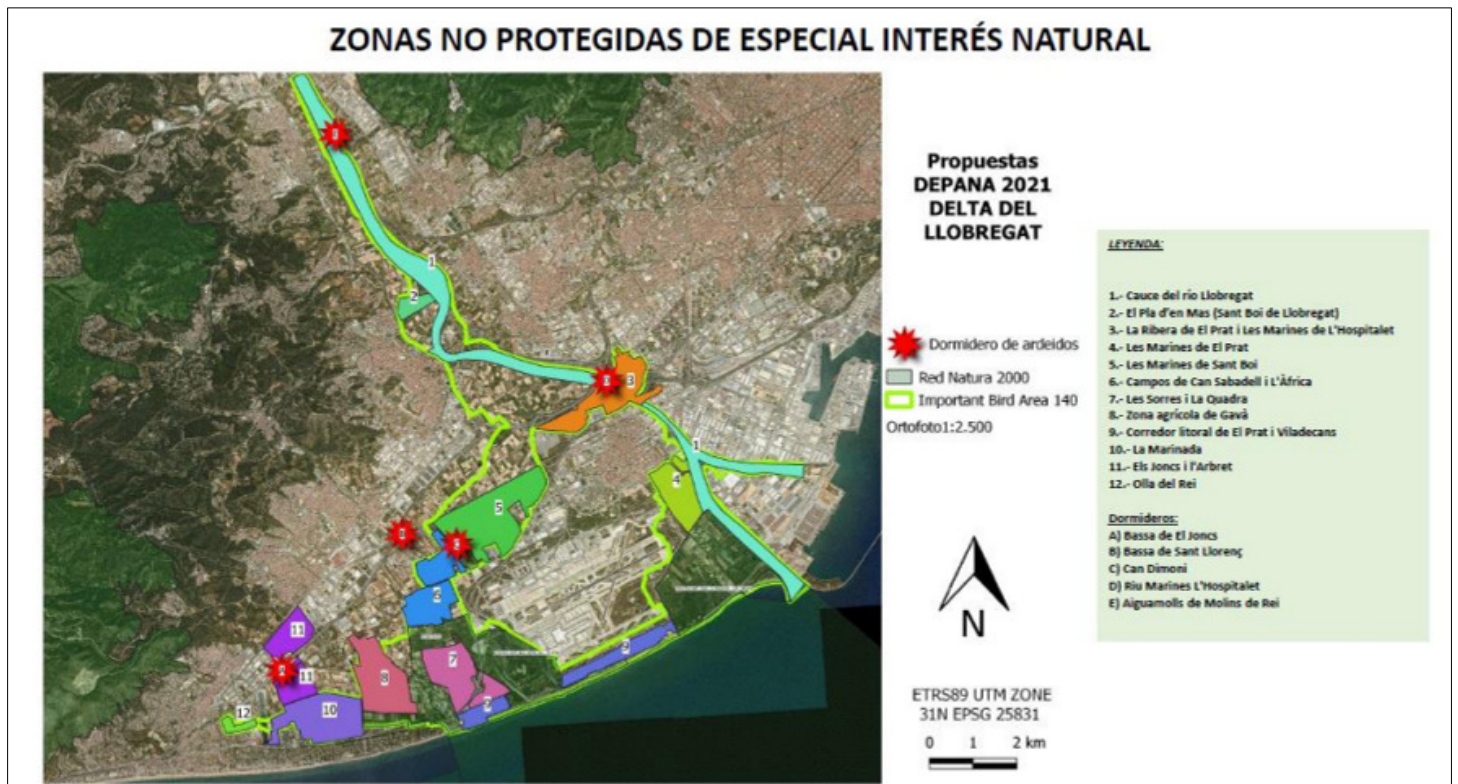 ZONAS NO PROTEGIDAS DE ESPECIAL INTERÉS NATURAL
Propuestas
DEPANA 2021
DELTA DEL
LLOBREGAT
Dormidero de ardeidos
Red Natura 2000
Important Bird Area 140
Ortofoto1:2.500
LEYENDA:
1.- Cauce del río Llobregat
2.- El Pla d'en Mas (Sant Boi de Llobregat)
3.- La Ribera de El Prat i Les Marines de L'Hospitalet
4.- Les Marines de El Prat
5.- Les Marines de Sant Boi
6.- Campos de Can Sabadell i L'Àfrica
7.- Les Sorres i La Quadra
8.- Zona agrícola de Gavà
9.- Corredor litoral de El Prat i Viladecans
10.- La Marinada
11.- Els Joncs i l'Arbret
12.- Olla del Rei
Dormideros:
A) Bassa de El Joncs
B) Bassa de Sant Llorenç
C) Can Dimoni
D) Riu Marines L'Hospitalet
E) Aiguamolls de Molins de Rei
N
ETRS89 UTM ZONE
31N EPSG 25831
0 1 2 km
1
2
D
3
1
4
5
6
11
11
7
8
9
9
10
12